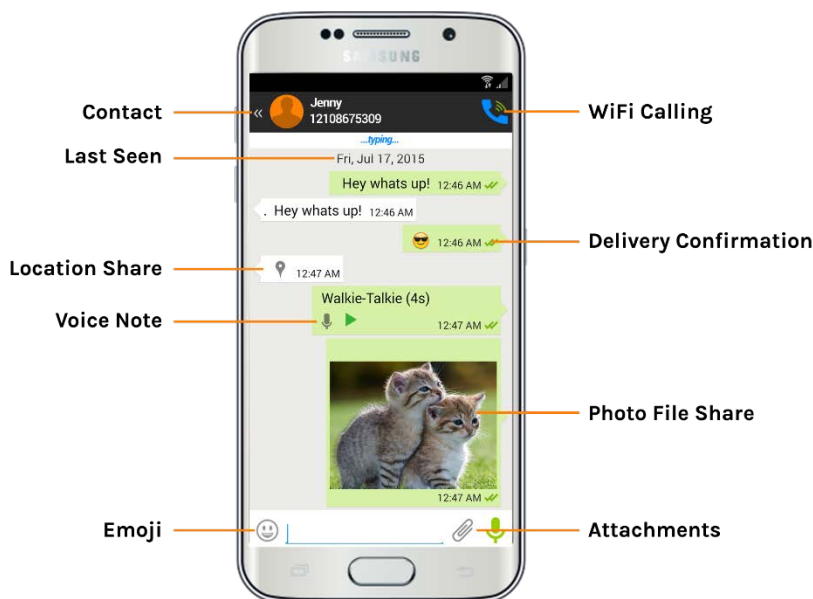 SAMSUNG
Jenny
12108675309
Contact
WiFi Calling
...typing...
Last Seen
Fri, Jul 17, 2015
Hey whats up! 12:46 AM
. Hey whats up! 12:46 AM
12:46 AM
Delivery Confirmation
Location Share
12:47 AM
Walkie-Talkie (4s)
Voice Note
12:47 AM
Photo File Share
12:47 AM
Emoji
Attachments